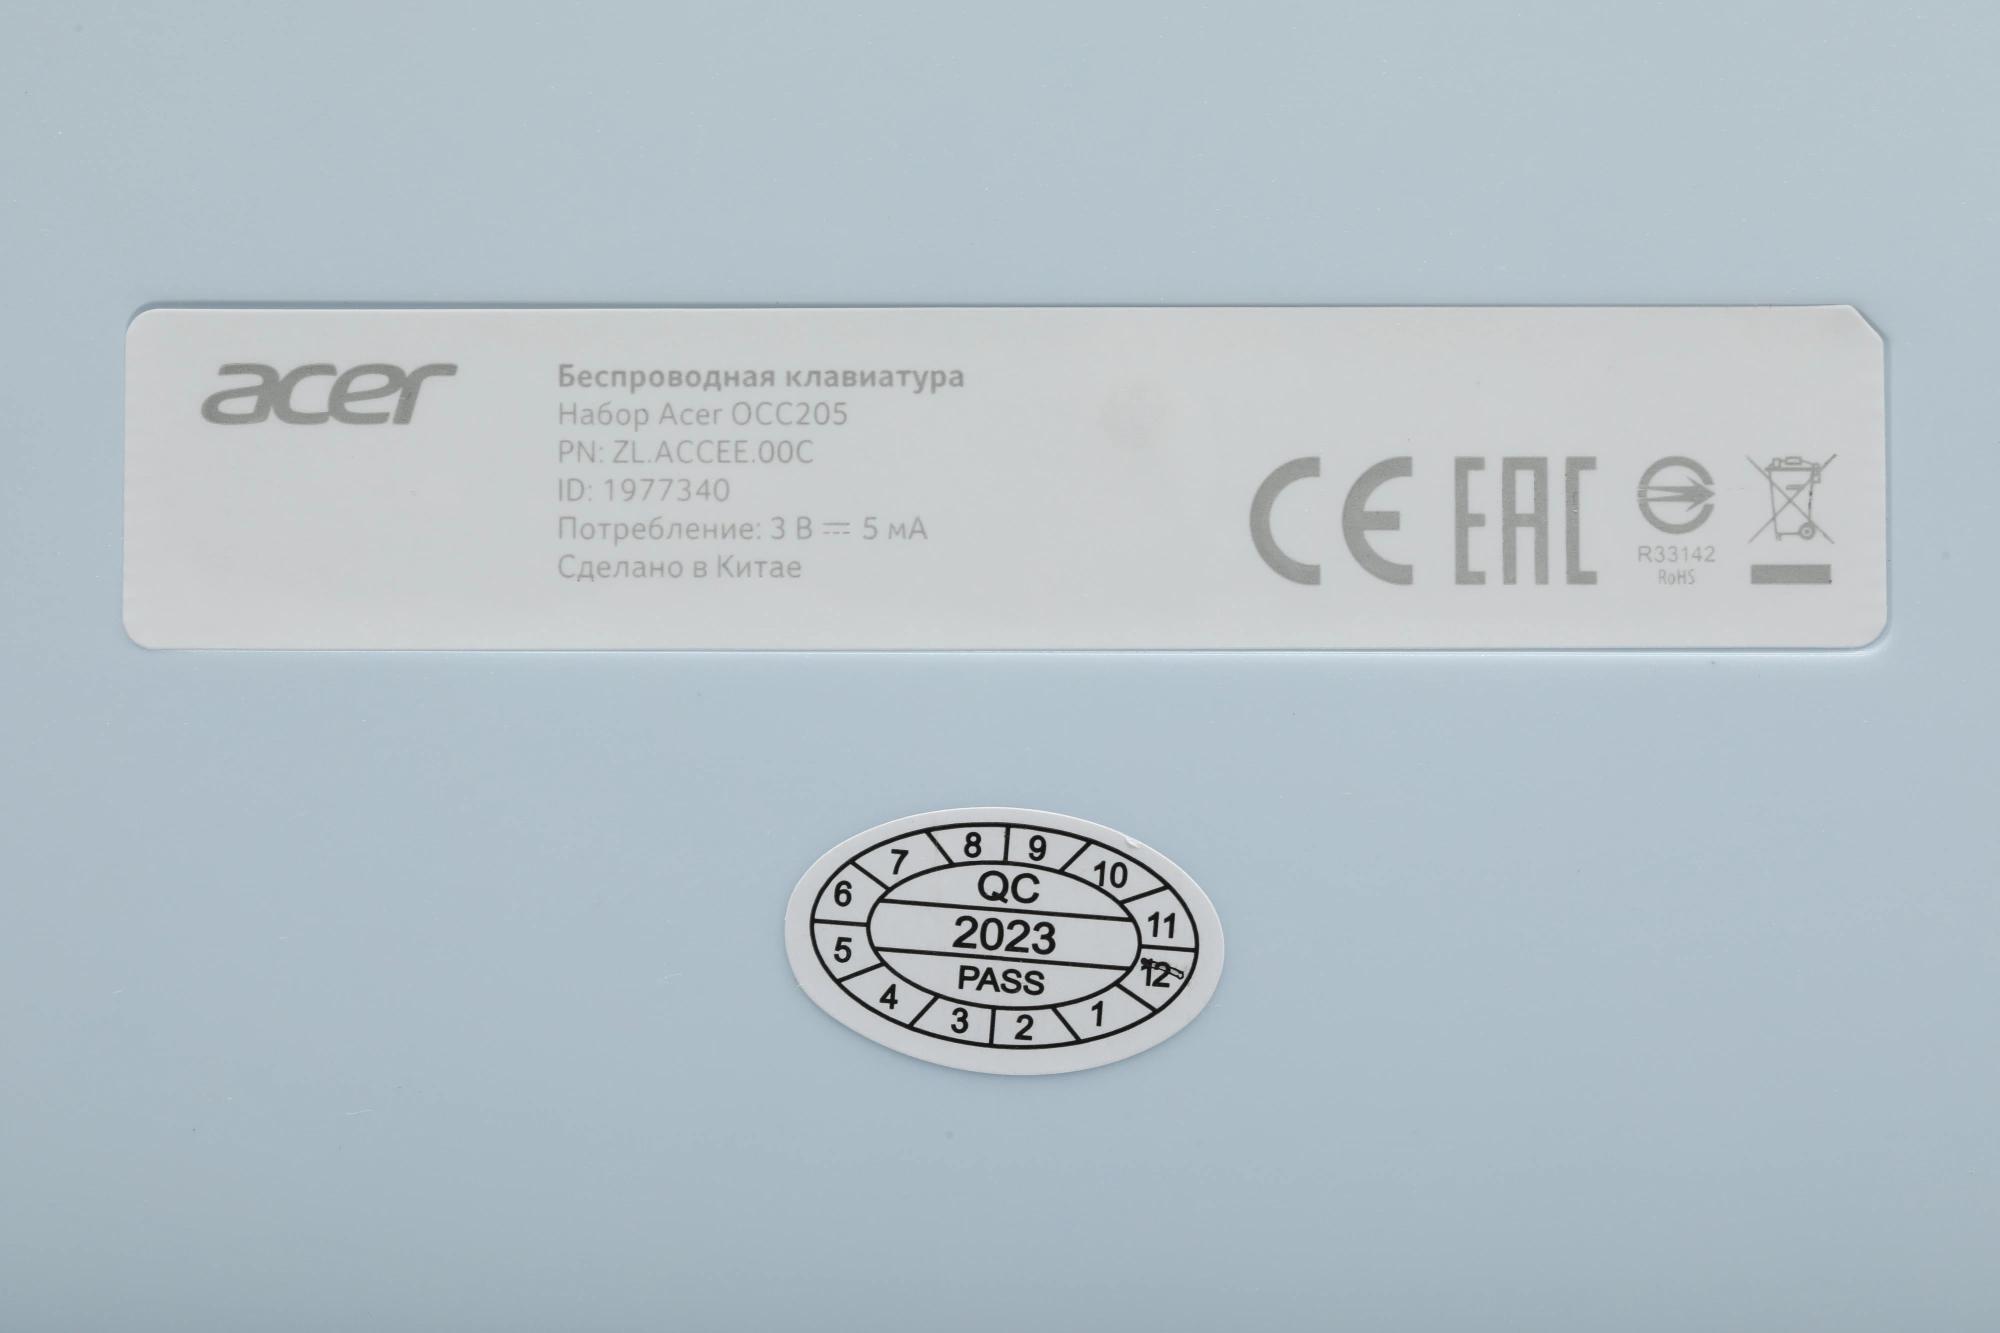 acer
Беспроводная клавиатура
Набор Acer OCC205
PN: ZL.ACCEE.00C
ID: 1977340
Потребление: 3 В ⎓ 5 мА
Сделано в Китае
CE EAC
R33142
RoHS
1 2 3 4 5 6 7 8 9 10 11 12
QC
2023
PASS